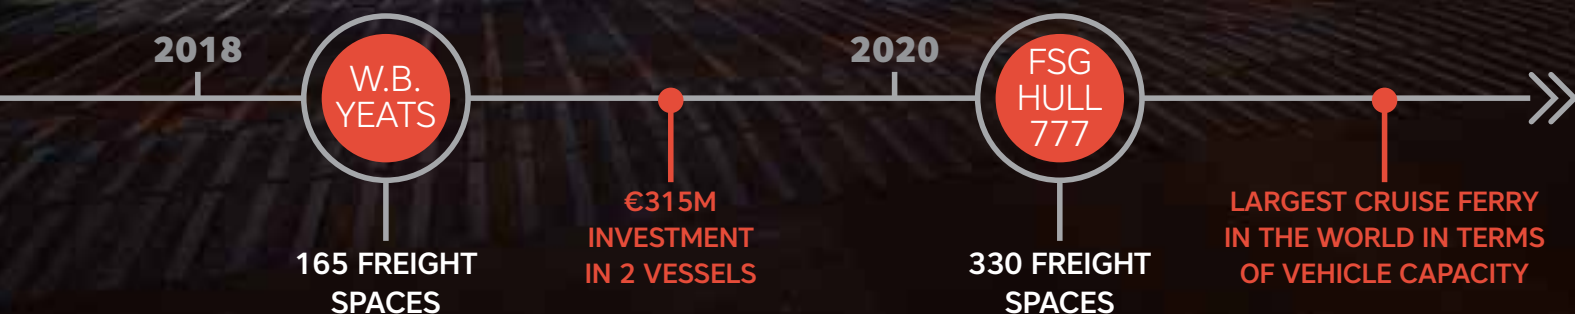 2018
W.B.
YEATS
165 FREIGHT
SPACES
€315M
INVESTMENT
IN 2 VESSELS
2020
FSG
HULL
777
330 FREIGHT
SPACES
LARGEST CRUISE FERRY
IN THE WORLD IN TERMS
OF VEHICLE CAPACITY